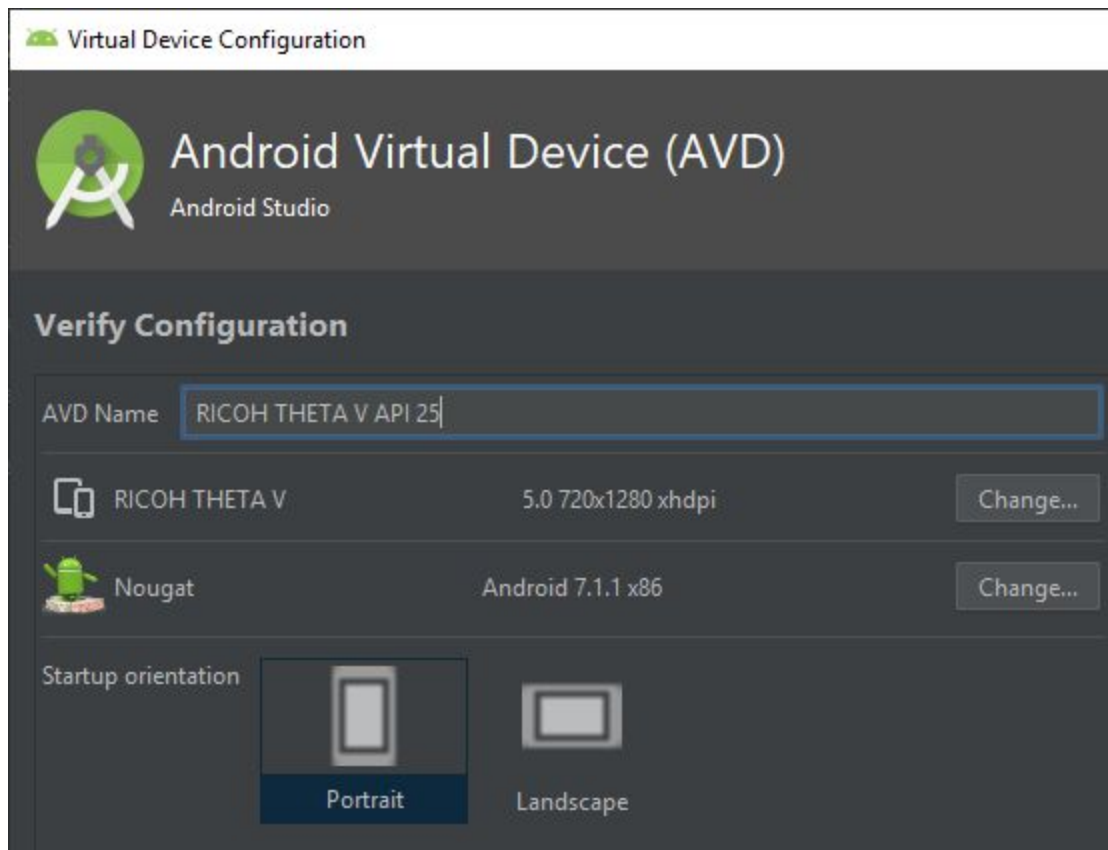 Virtual Device Configuration
Android Virtual Device (AVD)
Android Studio
Verify Configuration
AVD Name RICOH THETA V API 25
RICOH THETA V 5.0 720x1280 xhdpi Change...
Nougat Android 7.1.1 x86 Change...
Startup orientation
Portrait Landscape